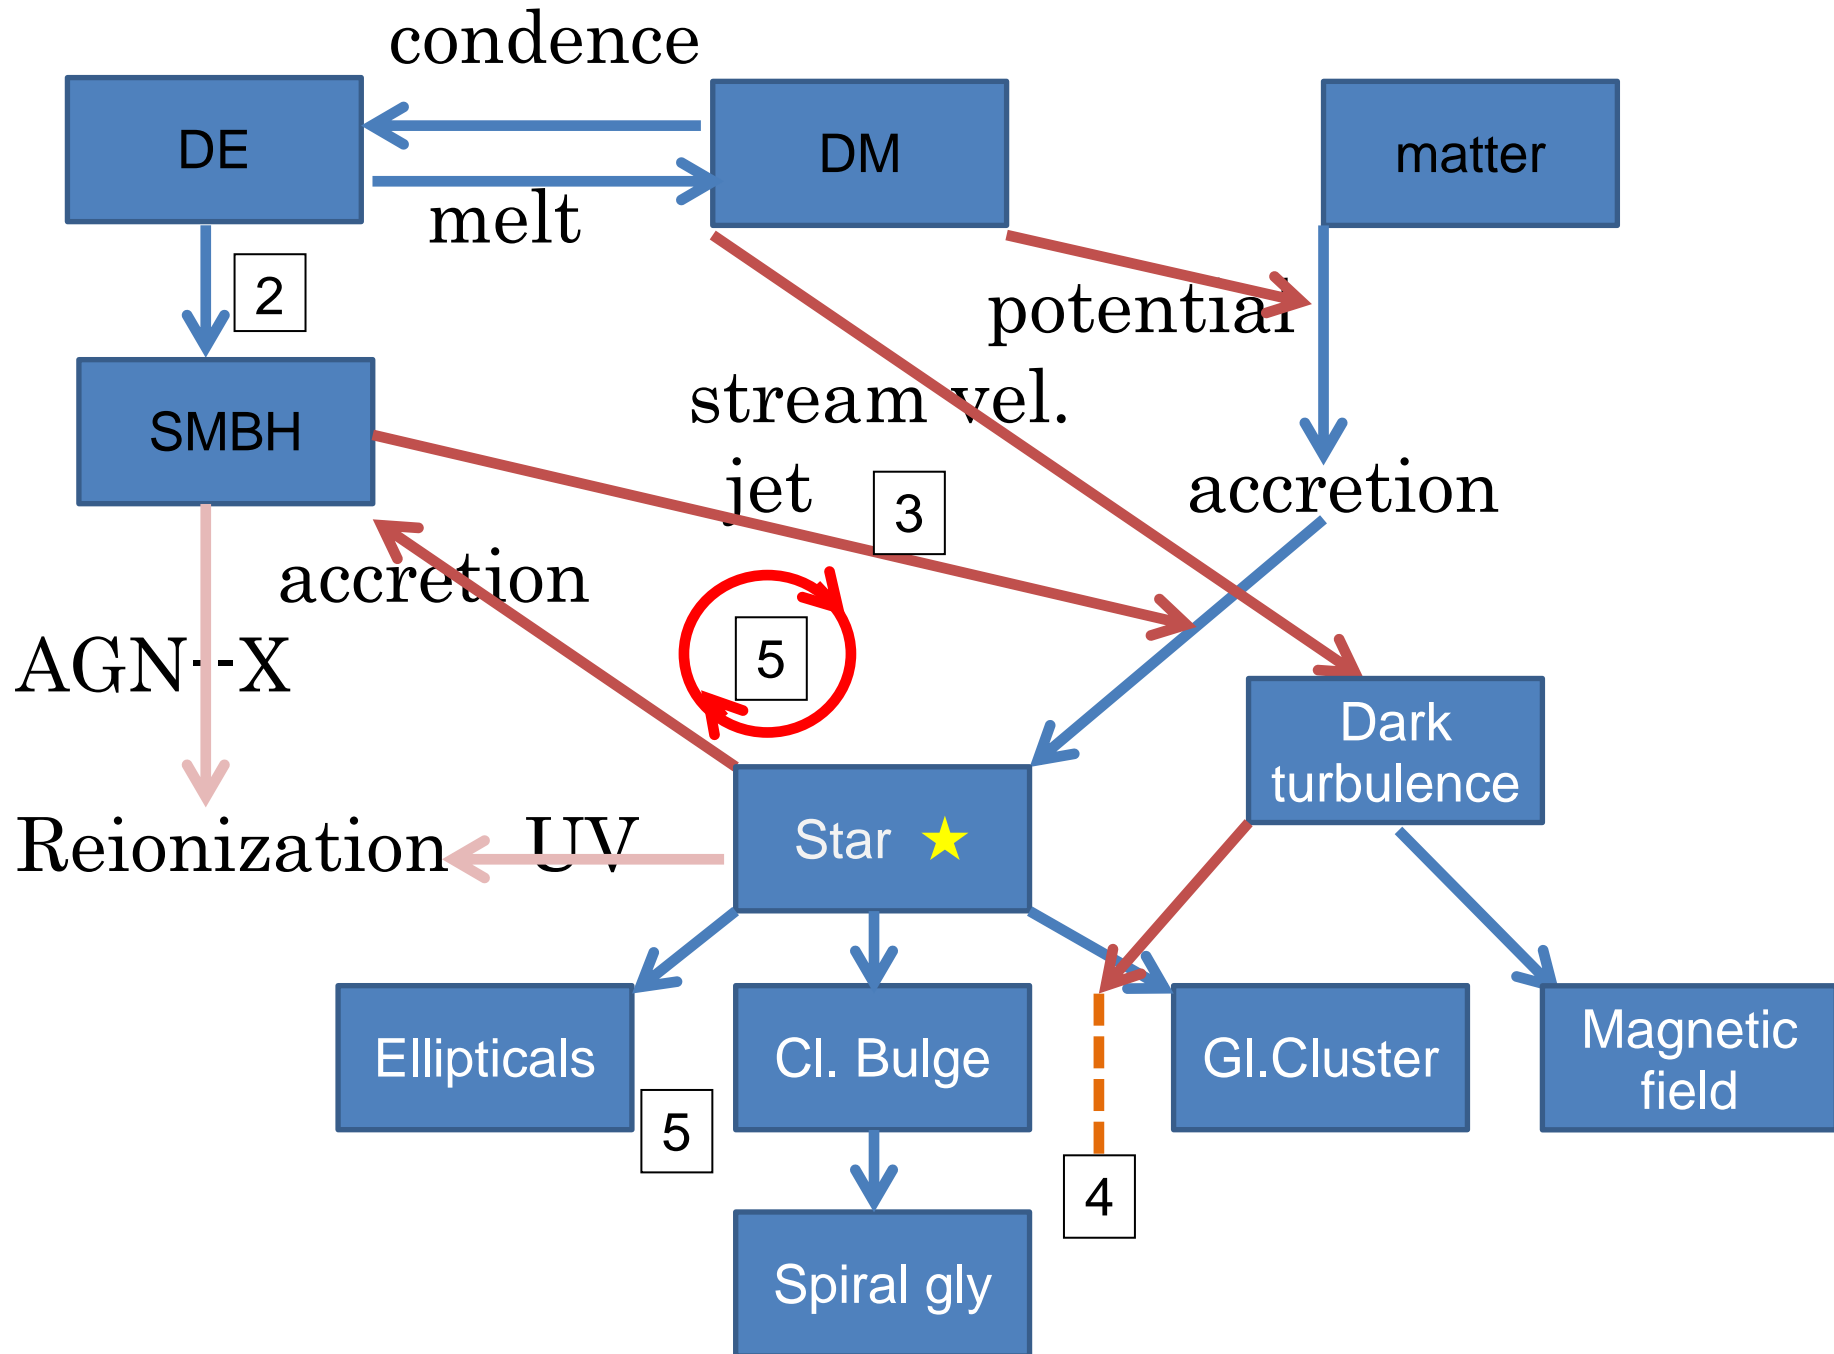 condence
DE
DM
matter
melt
2
potential
SMBH
stream vel.
jet
3
accretion
accretion
5
AGN--X
Dark
turbulence
Reionization
UV
Star
Ellipticals
Cl. Bulge
Gl.Cluster
Magnetic
field
5
4
Spiral gly